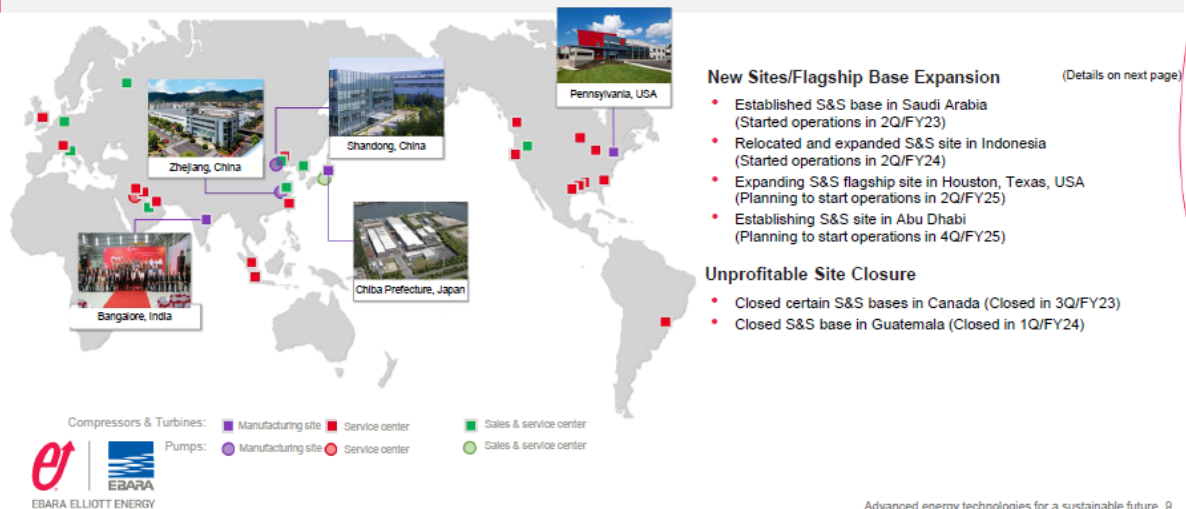 Pennsylvania, USA
Shandong, China
Zhejiang, China
Chiba Prefecture, Japan
Bangalore, India
New Sites/Flagship Base Expansion
(Details on next page)
• Established S&S base in Saudi Arabia
(Started operations in 2Q/FY23)
• Relocated and expanded S&S site in Indonesia
(Started operations in 2Q/FY24)
• Expanding S&S flagship site in Houston, Texas, USA
(Planning to start operations in 2Q/FY25)
• Establishing S&S site in Abu Dhabi
(Planning to start operations in 4Q/FY25)
Unprofitable Site Closure
• Closed certain S&S bases in Canada (Closed in 3Q/FY23)
• Closed S&S base in Guatemala (Closed in 1Q/FY24)
Compressors & Turbines: Manufacturing site Service center Sales & service center
Pumps: Manufacturing site Service center Sales & service center
EBARA
EBARA ELLIOTT ENERGY
Advanced energy technologies for a sustainable future 9